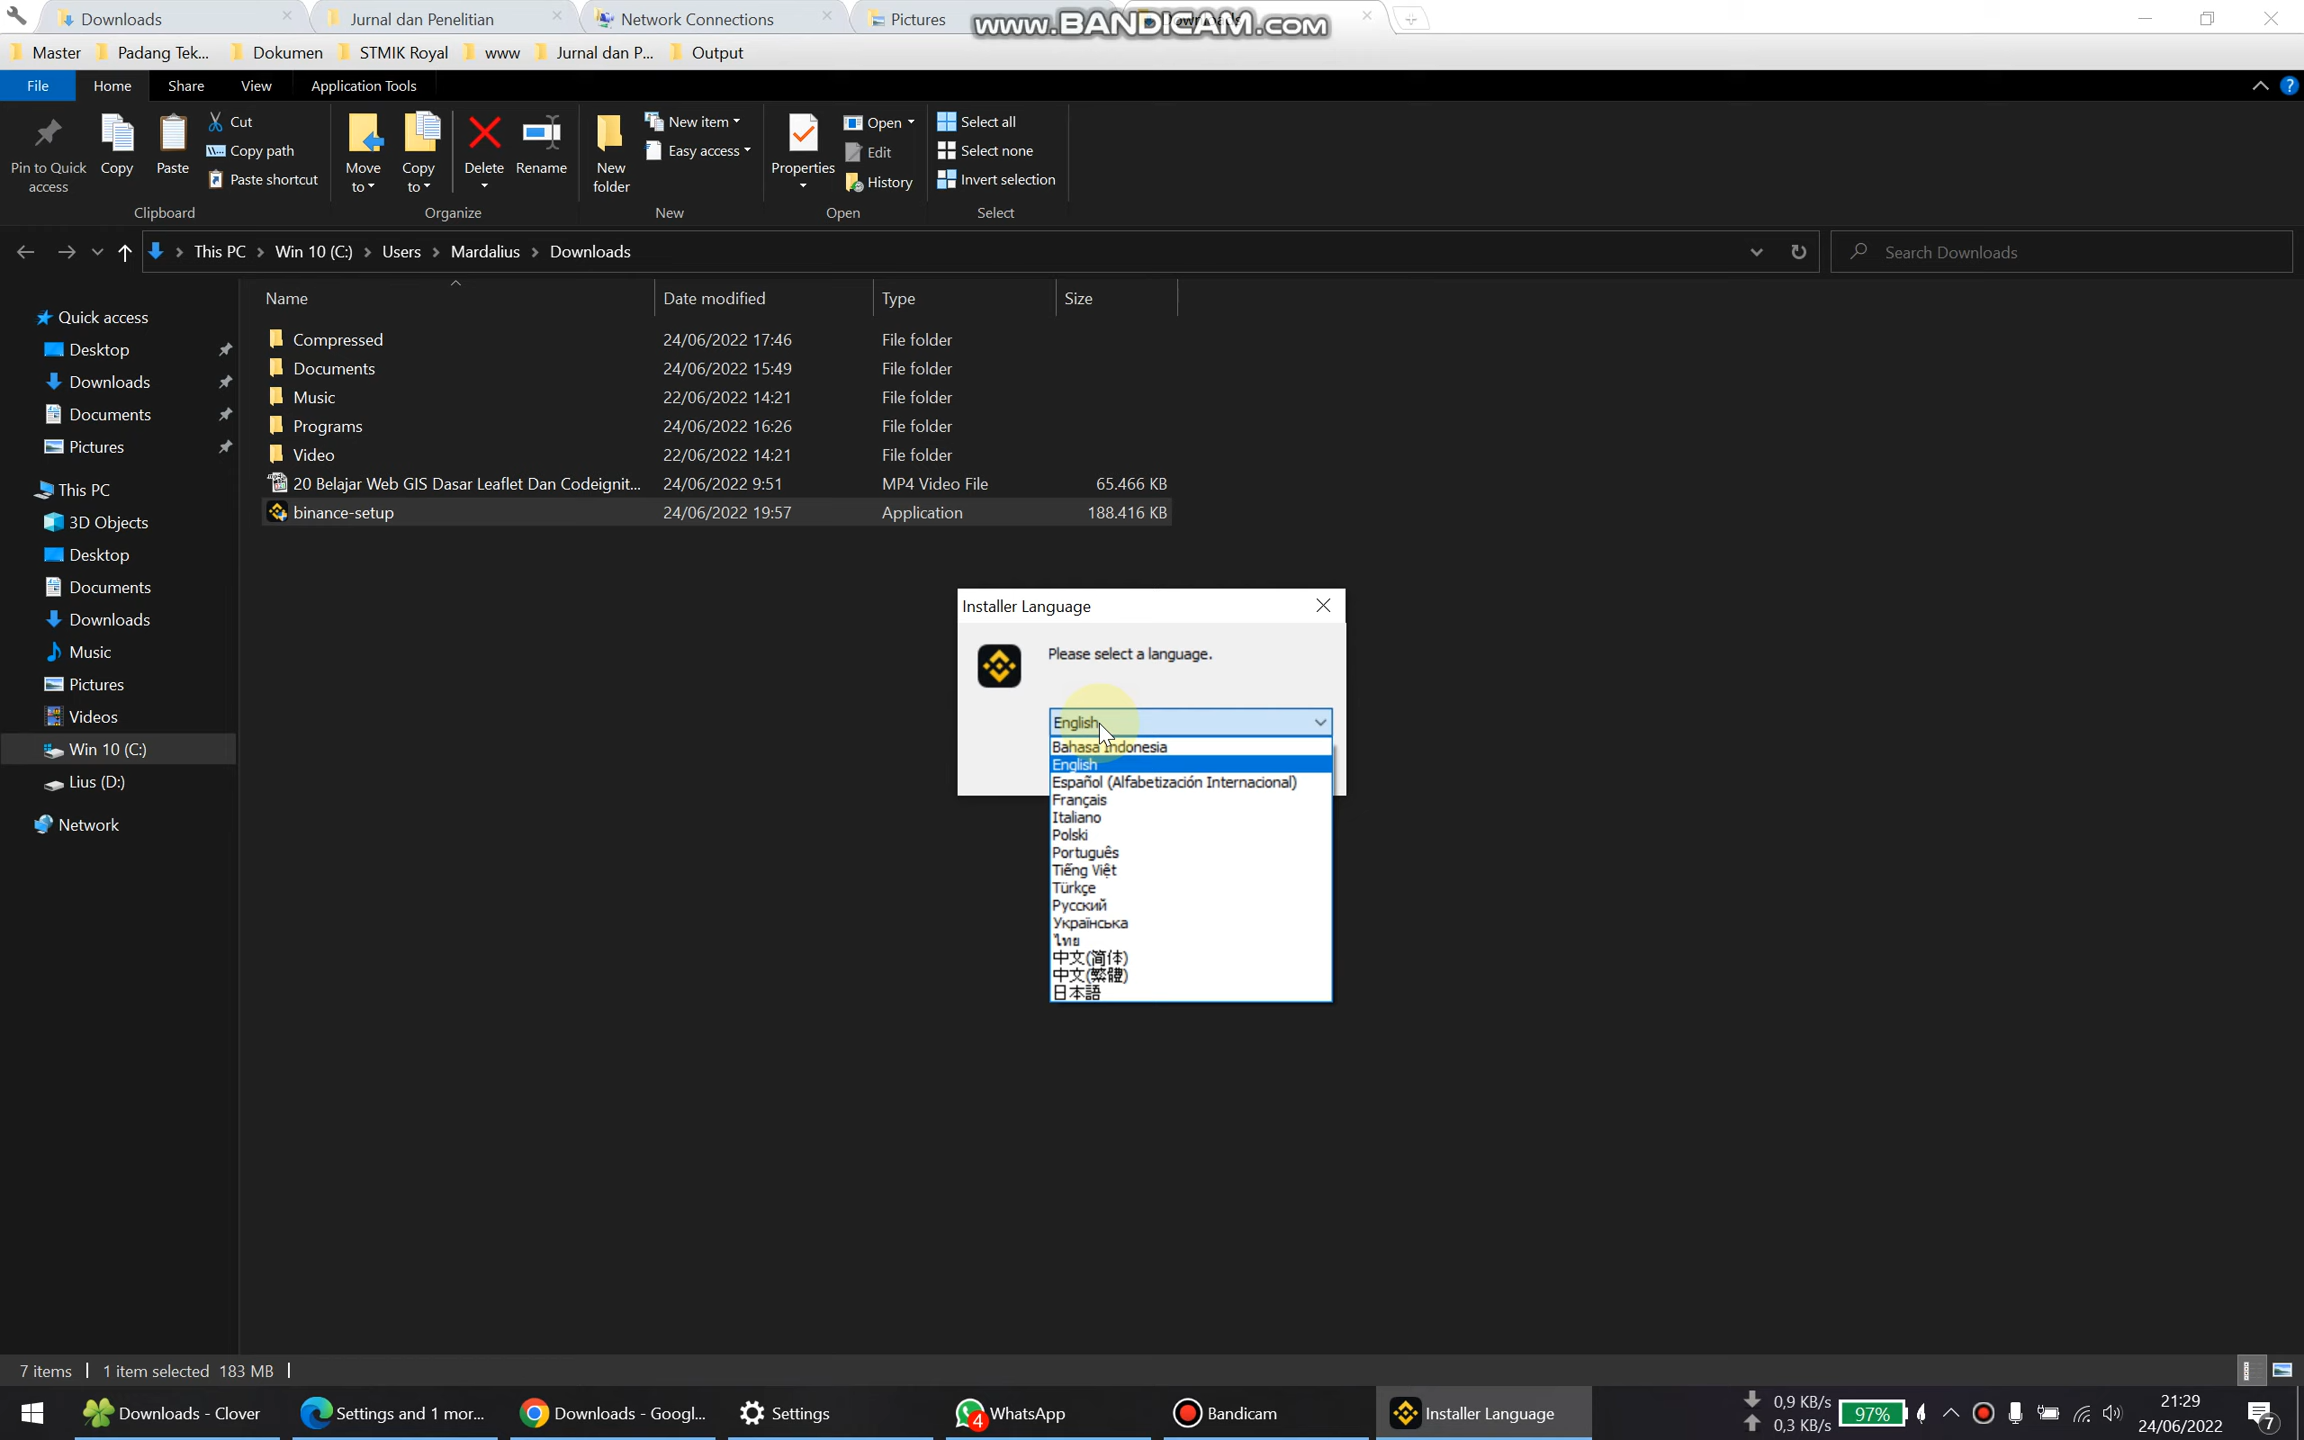 Downloads
Jurnal dan Penelitian
Network Connections
Pictures
www.BANDICAM.com
Master
Padang Tek...
Dokumen
STMIK Royal
www
Jurnal dan P...
Output
File
Home
Share
View
Application Tools
Pin to Quick access
Copy
Paste
Cut
Copy path
Paste shortcut
Clipboard
Move to
Copy to
Delete
Rename
Organize
New folder
New item
Easy access
New
Properties
Open
Edit
History
Open
Select all
Select none
Invert selection
Select
This PC > Win 10 (C:) > Users > Mardalius > Downloads
Search Downloads
Quick access
Desktop
Downloads
Documents
Pictures
This PC
3D Objects
Desktop
Documents
Downloads
Music
Pictures
Videos
Win 10 (C:)
Lius (D:)
Network
Name Date modified Type Size
Compressed 24/06/2022 17:46 File folder
Documents 24/06/2022 15:49 File folder
Music 22/06/2022 14:21 File folder
Programs 24/06/2022 16:26 File folder
Video 22/06/2022 14:21 File folder
20 Belajar Web GIS Dasar Leaflet Dan Codeignit... 24/06/2022 9:51 MP4 Video File 65.466 KB
binance-setup 24/06/2022 19:57 Application 188.416 KB
Installer Language
Please select a language.
English
Bahasa Indonesia
English
Español (Alfabetización Internacional)
Français
Italiano
Polski
Português
Tiếng Việt
Türkçe
Русский
Українська
ไทย
中文(简体)
中文(繁體)
日本語
7 items
1 item selected 183 MB
Downloads - Clover
Settings and 1 mor...
Downloads - Googl...
Settings
4
WhatsApp
Bandicam
Installer Language
0,9 KB/s
0,3 KB/s
97%
21:29
24/06/2022
7